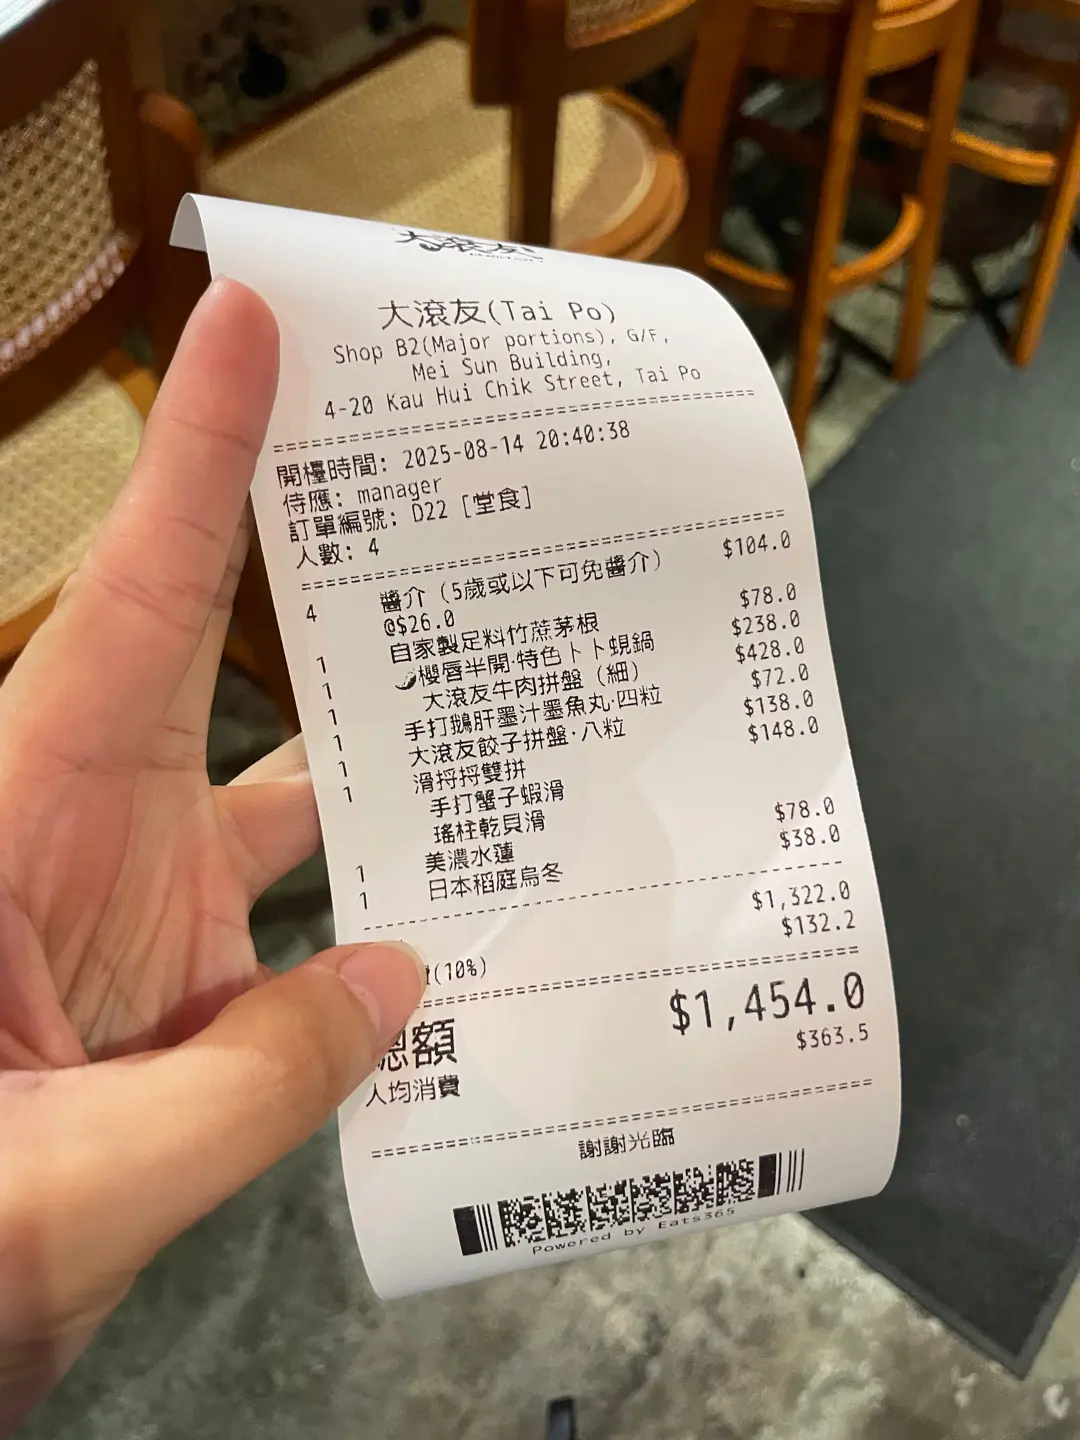 大滾友
大滾友(Tai Po)
Shop B2(Major portions), G/F,
Mei Sun Building,
4-20 Kau Hui Chik Street, Tai Po
開檯時間: 2025-08-14 20:40:38
侍應: manager
訂單編號: D22 [堂食]
人數: 4
4 醬介 (5歲或以下可免醬介) $104.0
@$26.0
1 自家製足料竹蔗茅根 $78.0
1 🌶櫻唇半開·特色卜卜蜆鍋 $238.0
1 大滾友牛肉拼盤 (細) $428.0
1 手打鵝肝墨汁墨魚丸·四粒 $72.0
1 大滾友餃子拼盤·八粒 $138.0
1 滑捋捋雙拼 $148.0
手打蟹子蝦滑
瑤柱乾貝滑
1 美濃水蓮 $78.0
1 日本稻庭烏冬 $38.0
$1,322.0
(10%) $132.2
總額 $1,454.0
人均消費 $363.5
謝謝光臨
Powered by Eats365